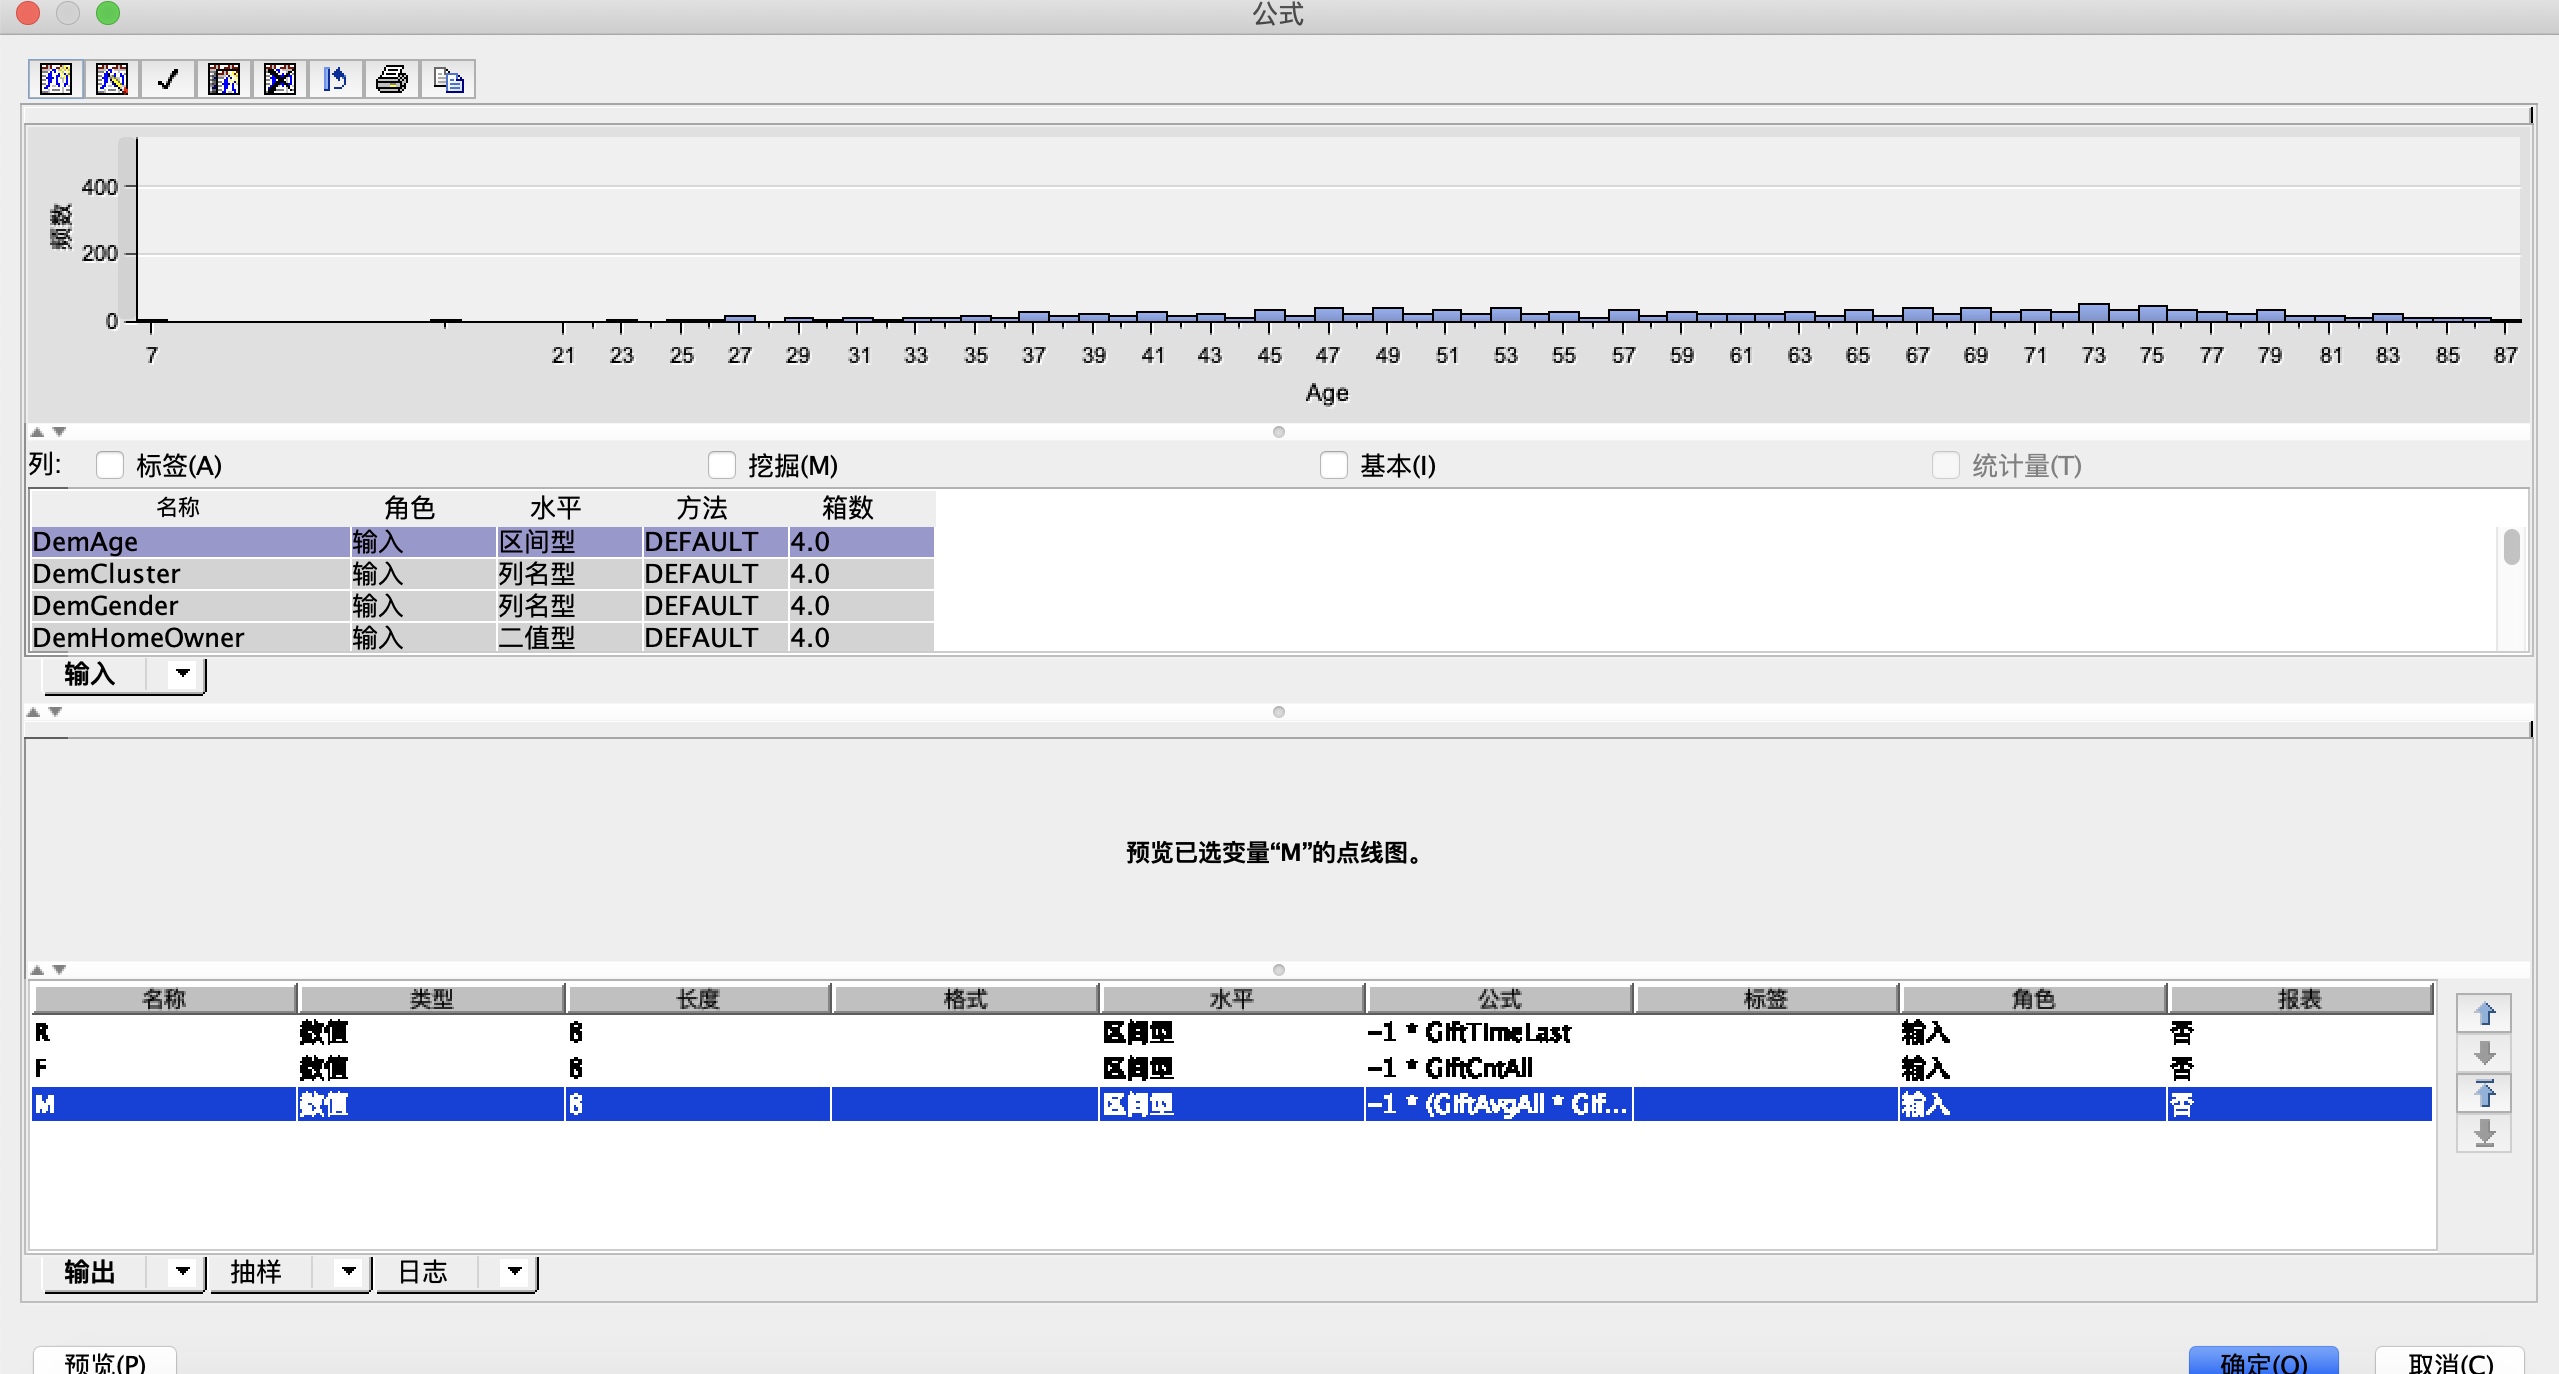 公式
400
频数
200
0
7 21 23 25 27 29 31 33 35 37 39 41 43 45 47 49 51 53 55 57 59 61 63 65 67 69 71 73 75 77 79 81 83 85 87
Age
列: 标签(A) 挖掘(M) 基本(I) 统计量(T)
名称 角色 水平 方法 箱数
DemAge 输入 区间型 DEFAULT 4.0
DemCluster 输入 列名型 DEFAULT 4.0
DemGender 输入 列名型 DEFAULT 4.0
DemHomeOwner 输入 二值型 DEFAULT 4.0
输入
预览已选变量“M”的点线图。
名称 类型 长度 格式 水平 公式 标签 角色 报表
R 数值 8 区间型 -1 * GiftTimeLast 输入 否
F 数值 8 区间型 -1 * GiftCntAll 输入 否
M 数值 8 区间型 -1 * (GiftAvgAll * Gif... 输入 否
输出 抽样 日志
预览(P) 确定(O) 取消(C)